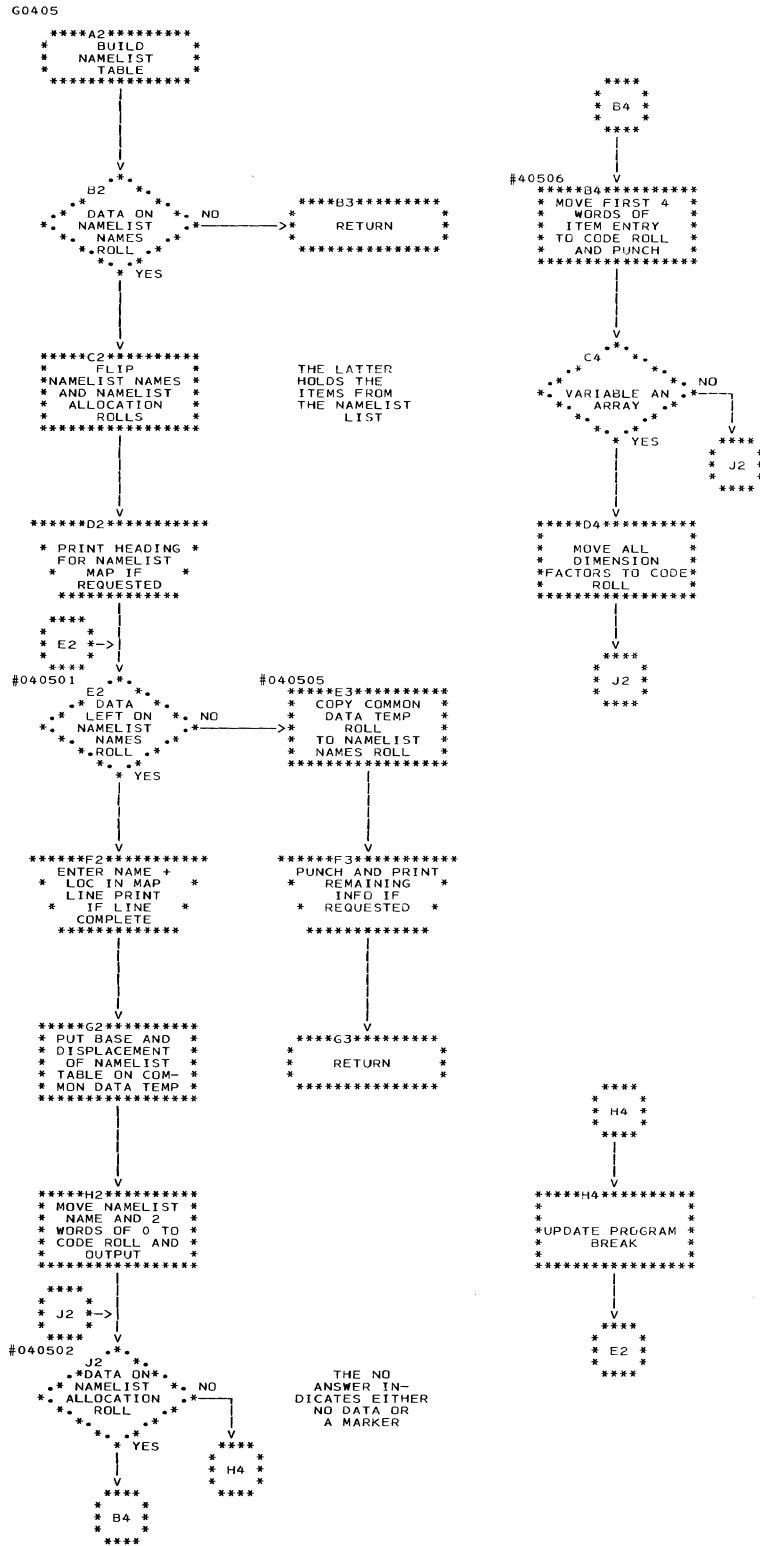 G0405
****A2*********
BUILD
NAMELIST
TABLE
B2
DATA ON
NAMELIST
NAMES
ROLL
NO
YES
****B3*********
RETURN
*****C2**********
FLIP
*NAMELIST NAMES *
* AND NAMELIST *
* ALLOCATION *
* ROLLS *
THE LATTER
HOLDS THE
ITEMS FROM
THE NAMELIST
LIST
******D2***********
* PRINT HEADING *
FOR NAMELIST
* MAP IF *
REQUESTED
* E2 *->
#040501
E2
DATA
LEFT ON
NAMELIST
NAMES
ROLL
NO
YES
#040505
*****E3**********
* COPY COMMON *
* DATA TEMP *
* ROLL *
* TO NAMELIST *
* NAMES ROLL *
******F2***********
ENTER NAME +
* LOC IN MAP *
LINE PRINT
* IF LINE *
COMPLETE
******F3***********
PUNCH AND PRINT
* REMAINING *
INFO IF
* REQUESTED *
*****G2**********
* PUT BASE AND *
* DISPLACEMENT *
* OF NAMELIST *
* TABLE ON COM- *
* MON DATA TEMP *
****G3*********
RETURN
*****H2**********
* MOVE NAMELIST *
* NAME AND 2 *
* WORDS OF 0 TO *
* CODE ROLL AND *
* OUTPUT *
* J2 *->
#040502
J2
*DATA ON*
NAMELIST
ALLOCATION
ROLL
NO
YES
* H4 *
* B4 *
THE NO
ANSWER IN-
DICATES EITHER
NO DATA OR
A MARKER
* B4 *
#40506
*****B4**********
* MOVE FIRST 4 *
* WORDS OF *
* ITEM ENTRY *
* TO CODE ROLL *
* AND PUNCH *
C4
VARIABLE AN
ARRAY
NO
YES
* J2 *
*****D4**********
* MOVE ALL *
* DIMENSION *
*FACTORS TO CODE*
* ROLL *
* J2 *
* H4 *
*****H4**********
*UPDATE PROGRAM *
* BREAK *
* E2 *